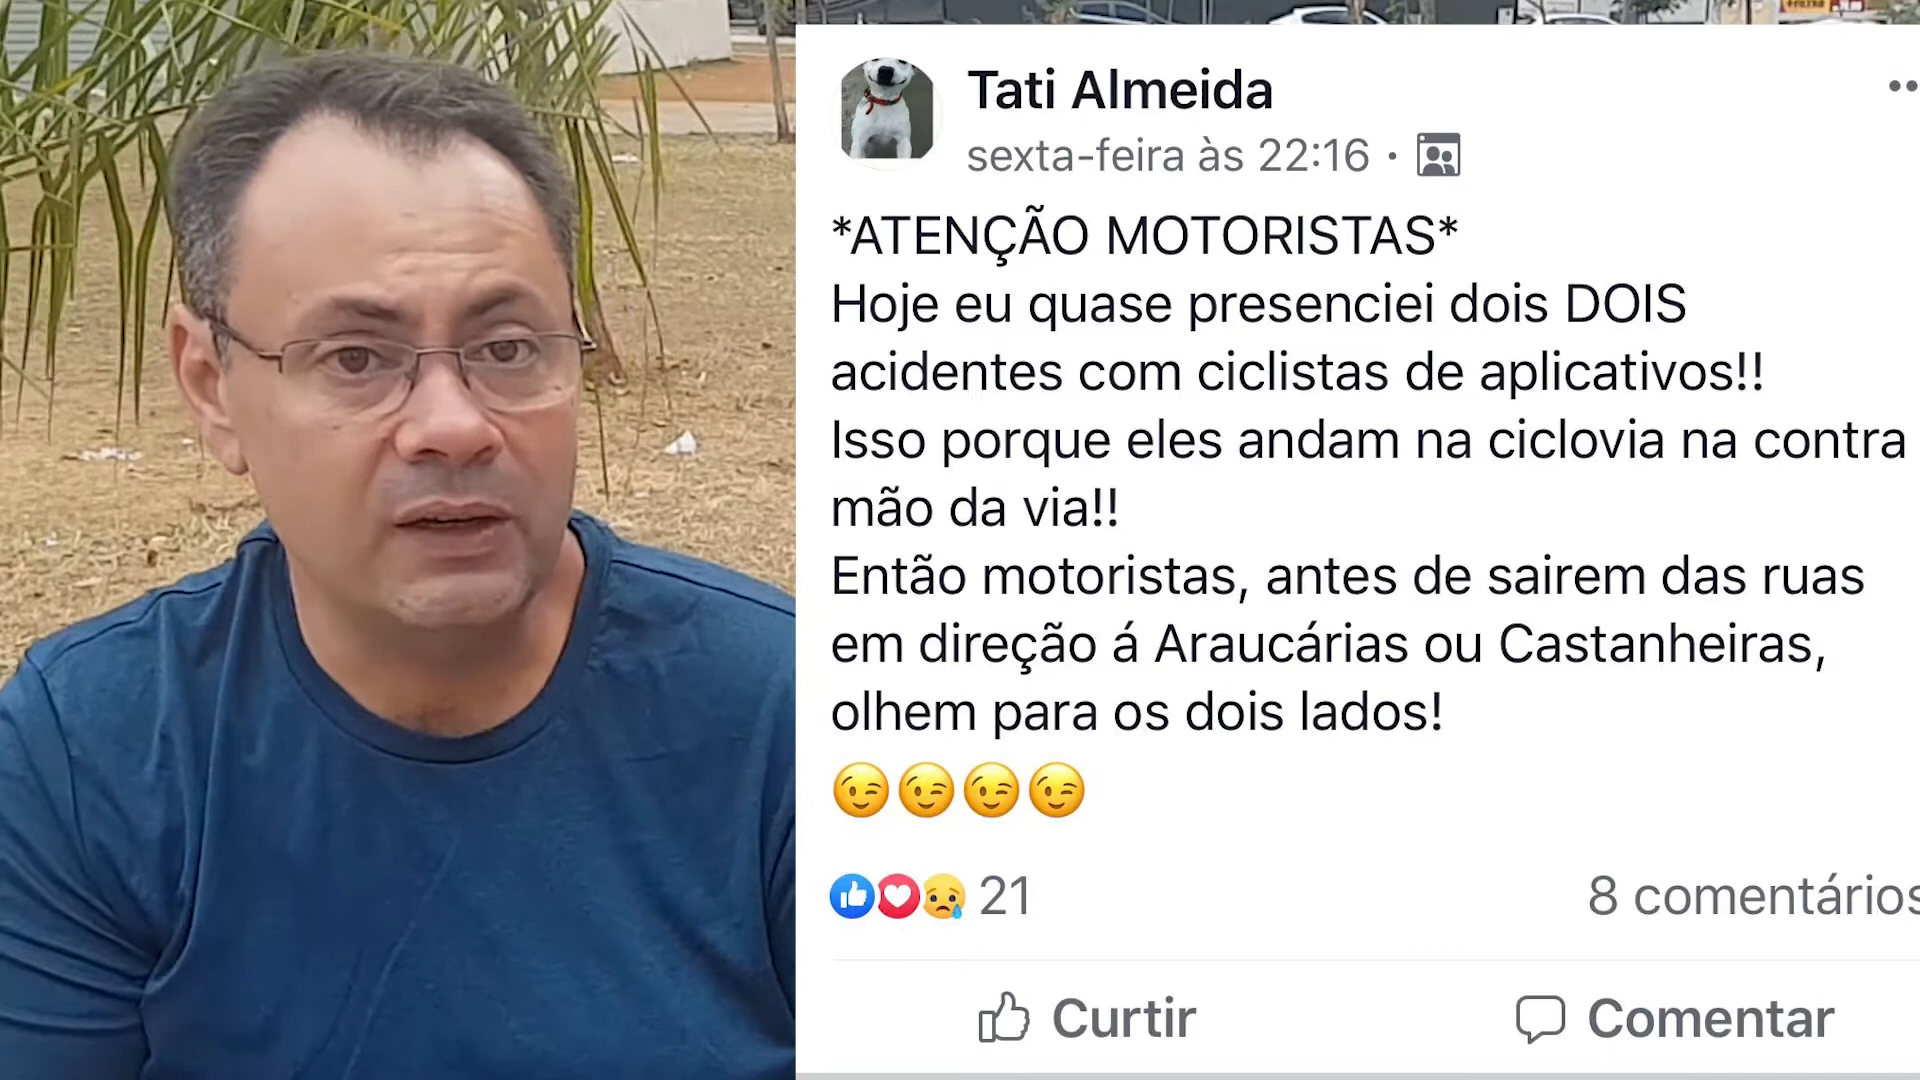 Tati Almeida
sexta-feira às 22:16 ·
*ATENÇÃO MOTORISTAS*
Hoje eu quase presenciei dois DOIS
acidentes com ciclistas de aplicativos!!
Isso porque eles andam na ciclovia na contra
mão da via!!
Então motoristas, antes de sairem das ruas
em direção á Araucárias ou Castanheiras,
olhem para os dois lados!
😉😉😉😉
21
8 comentários
Curtir
Comentar